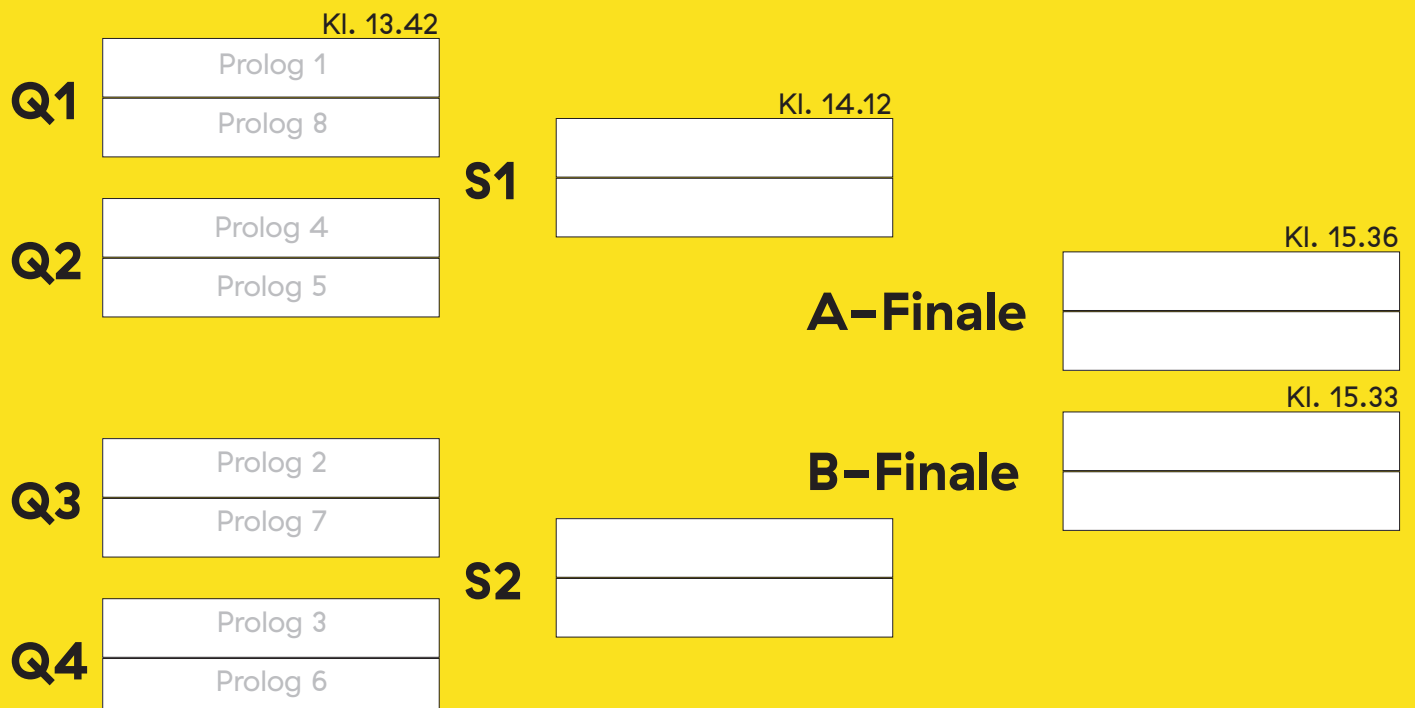 Kl. 13.42
Q1
Prolog 1
Prolog 8
Q2
Prolog 4
Prolog 5
Q3
Prolog 2
Prolog 7
Q4
Prolog 3
Prolog 6
Kl. 14.12
S1
S2
Kl. 15.36
A-Finale
Kl. 15.33
B-Finale